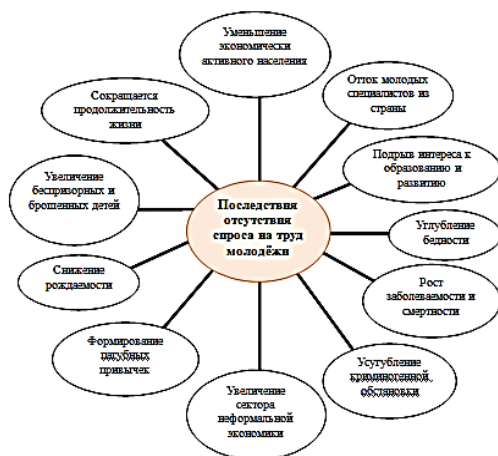 Уменьшение
экономически
активного населения
Отток молодых
специалистов из
страны
Подрыв интереса к
образованию и
развитию
Углубление
бедности
Рост
заболеваемости и
смертности
Усугубление
криминогенной
обстановки
Увеличение
сектора
неформальной
экономики
Формирование
пагубных
привычек
Снижение
рождаемости
Увеличение
беспризорных и
брошенных детей
Сокращается
продолжительность
жизни
Последствия
отсутствия
спроса на труд
молодёжи